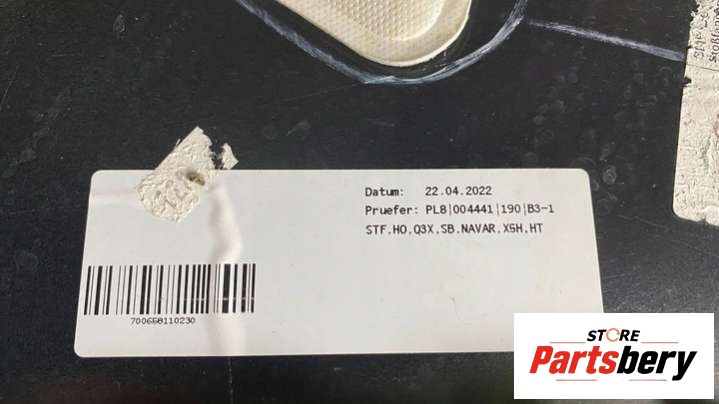 Datum: 22.04.2022
Pruefer: PL8|004441|190|B3-1
STF.HO.Q3X.SB.NAVAR.X5H.HT
700658110230
STORE
Partsbery